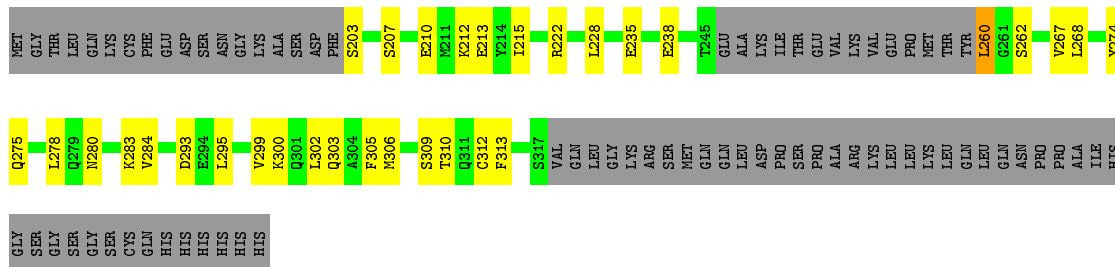 MET GLY THR LEU GLN LYS CYS PHE GLU ASP SER ASN GLY LYS ALA SER ASP PHE S203 S207 E210 M211 K212 E213 Y214 I215 R222 L228 E235 E238 T245 GLU ALA LYS ILE THR GLU VAL LYS VAL GLU PRO MET THR TYR L260 G261 S262 V267 L268 Y274
Q275 L278 Q279 N280 K283 V284 D293 E294 L295 V299 K300 Q301 L302 Q303 A304 F305 M306 S309 T310 Q311 C312 F313 S317 VAL GLN LEU GLY LYS ARG SER MET GLN GLN LEU ASP PRO SER PRO ALA ARG LYS LEU LEU LYS LEU GLN LEU GLN ASN PRO PRO ALA ILE HIS
GLY SER GLY SER GLY SER CYS GLN HIS HIS HIS HIS HIS HIS